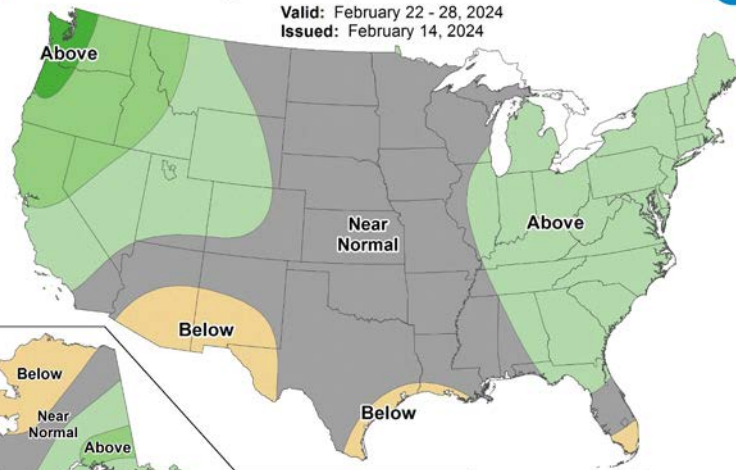 Valid: February 22 - 28, 2024
Issued: February 14, 2024
Above
Near
Normal
Above
Below
Below
Below
Near
Normal
Above